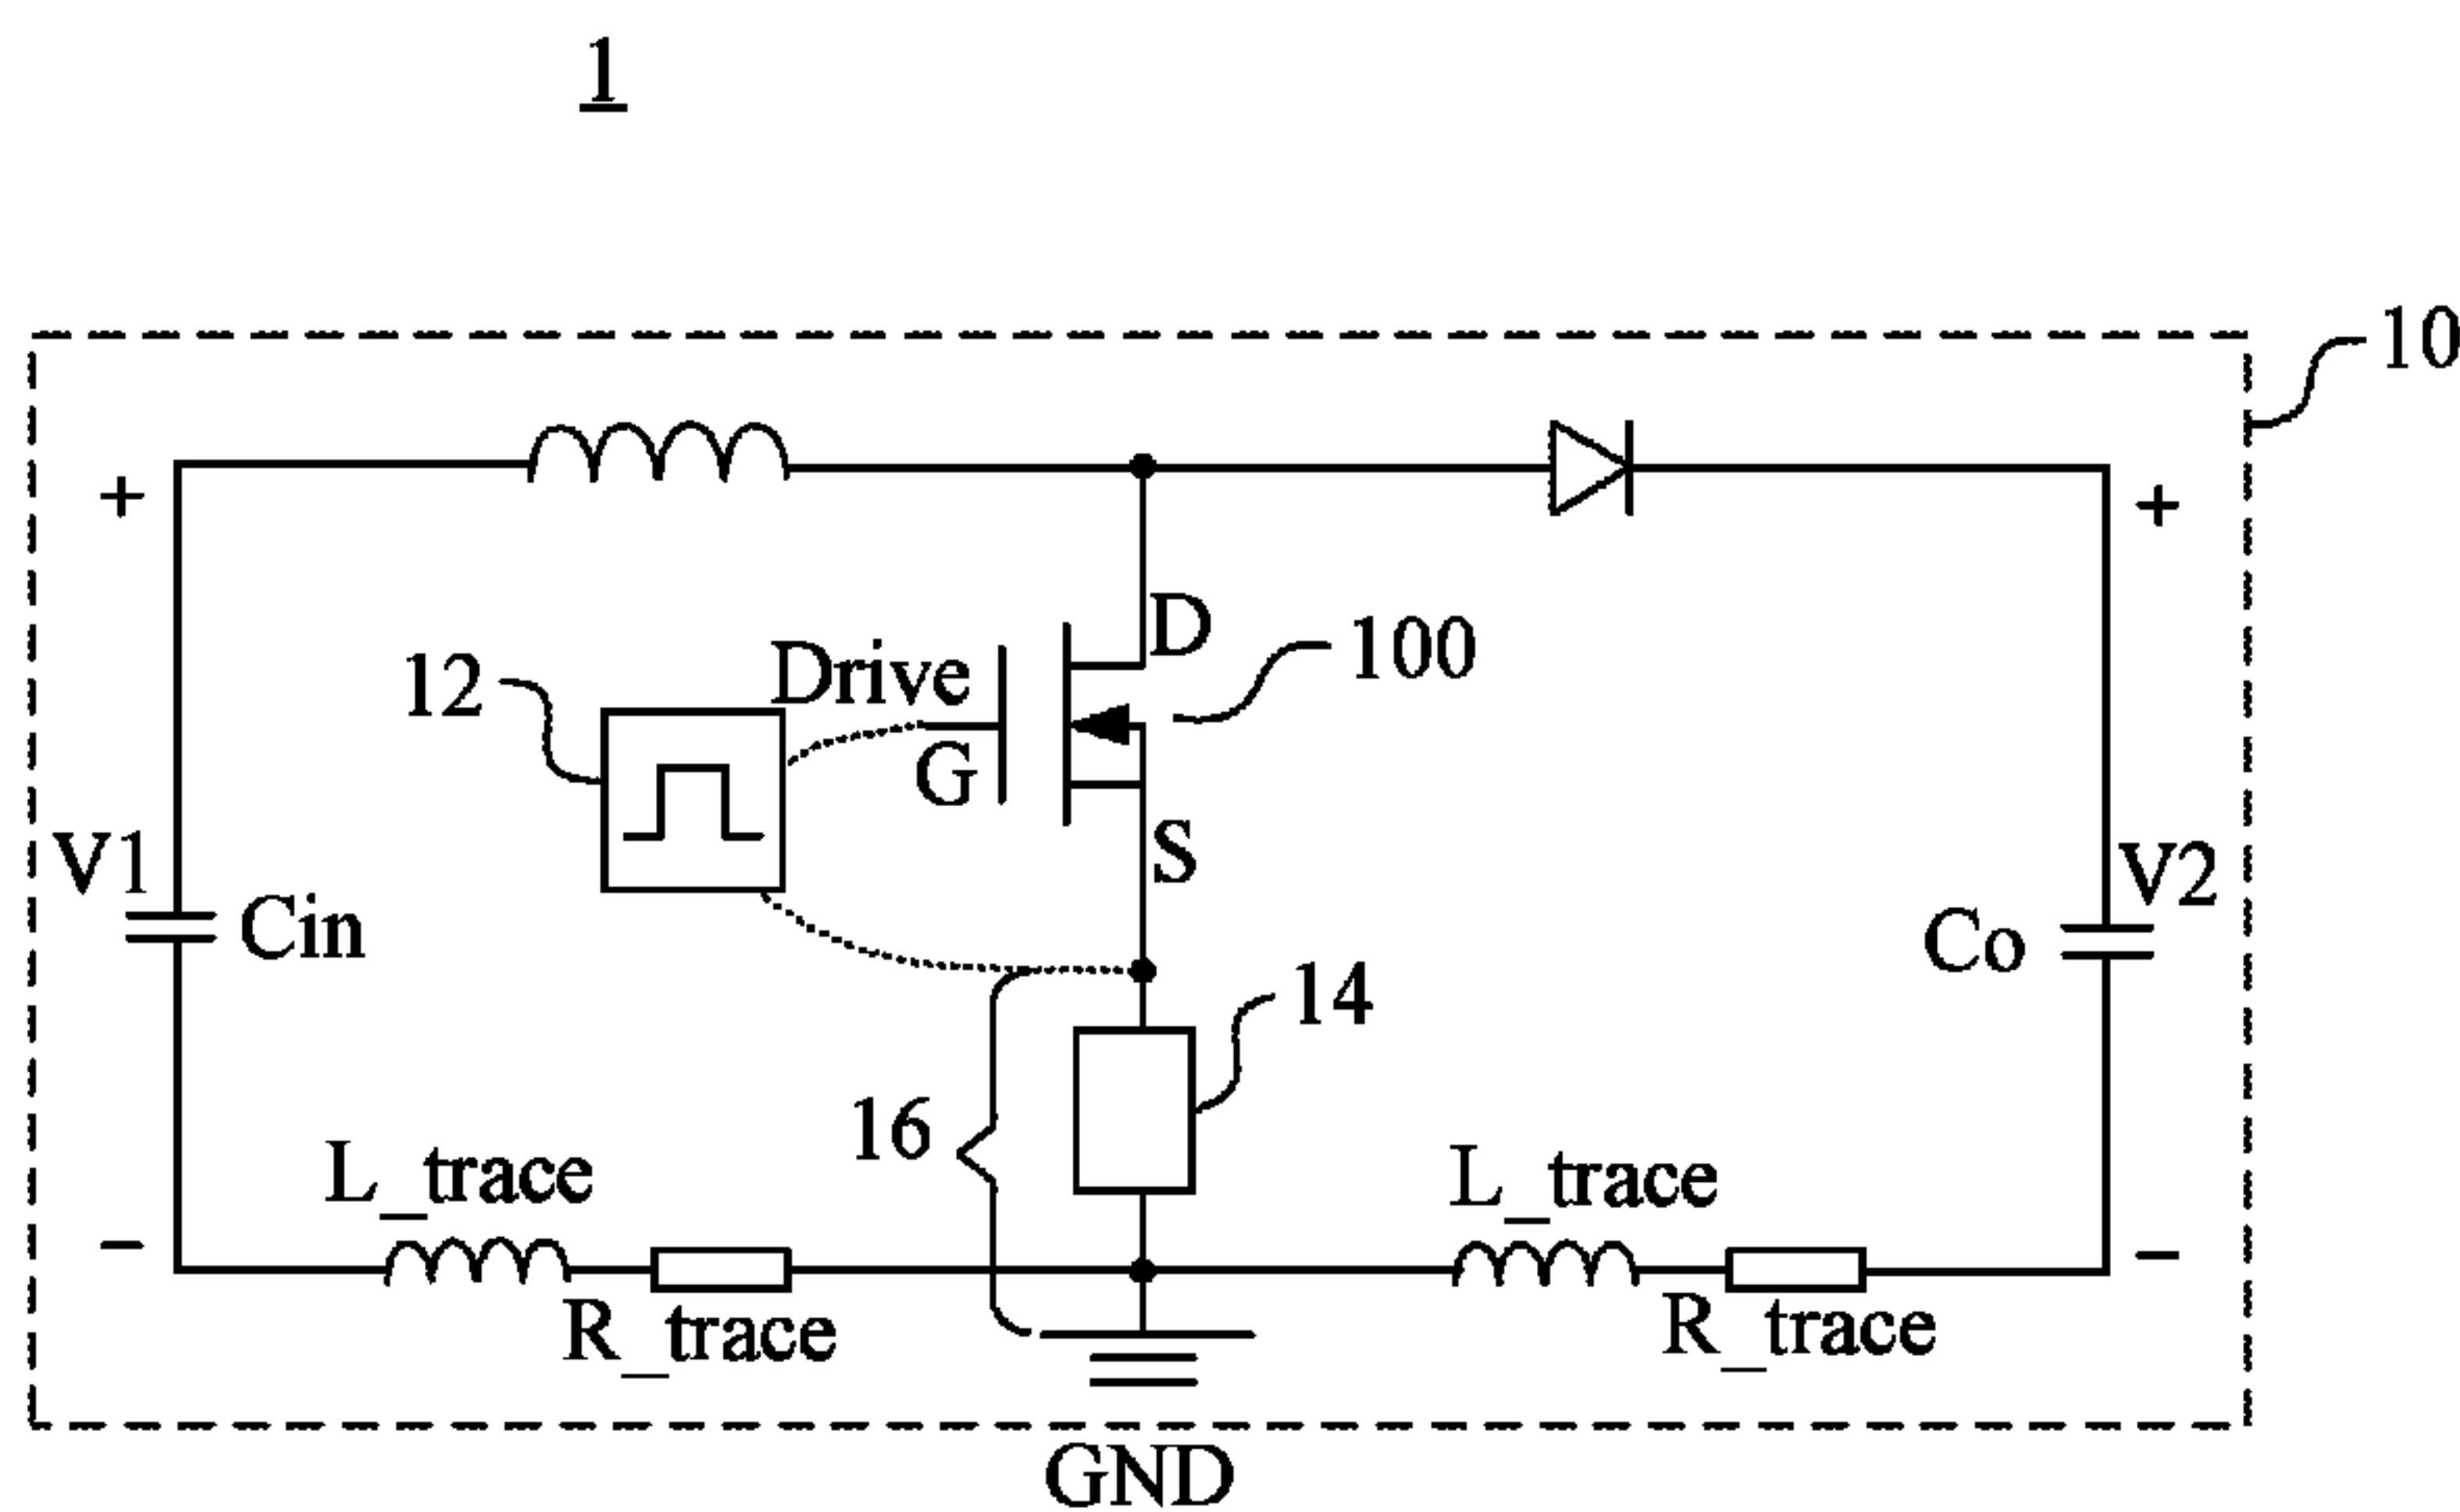 1
10
+
+
D
100
12
Drive
G
S
V1
V2
Cin
Co
14
16
L_trace
L_trace
−
−
R_trace
R_trace
GND